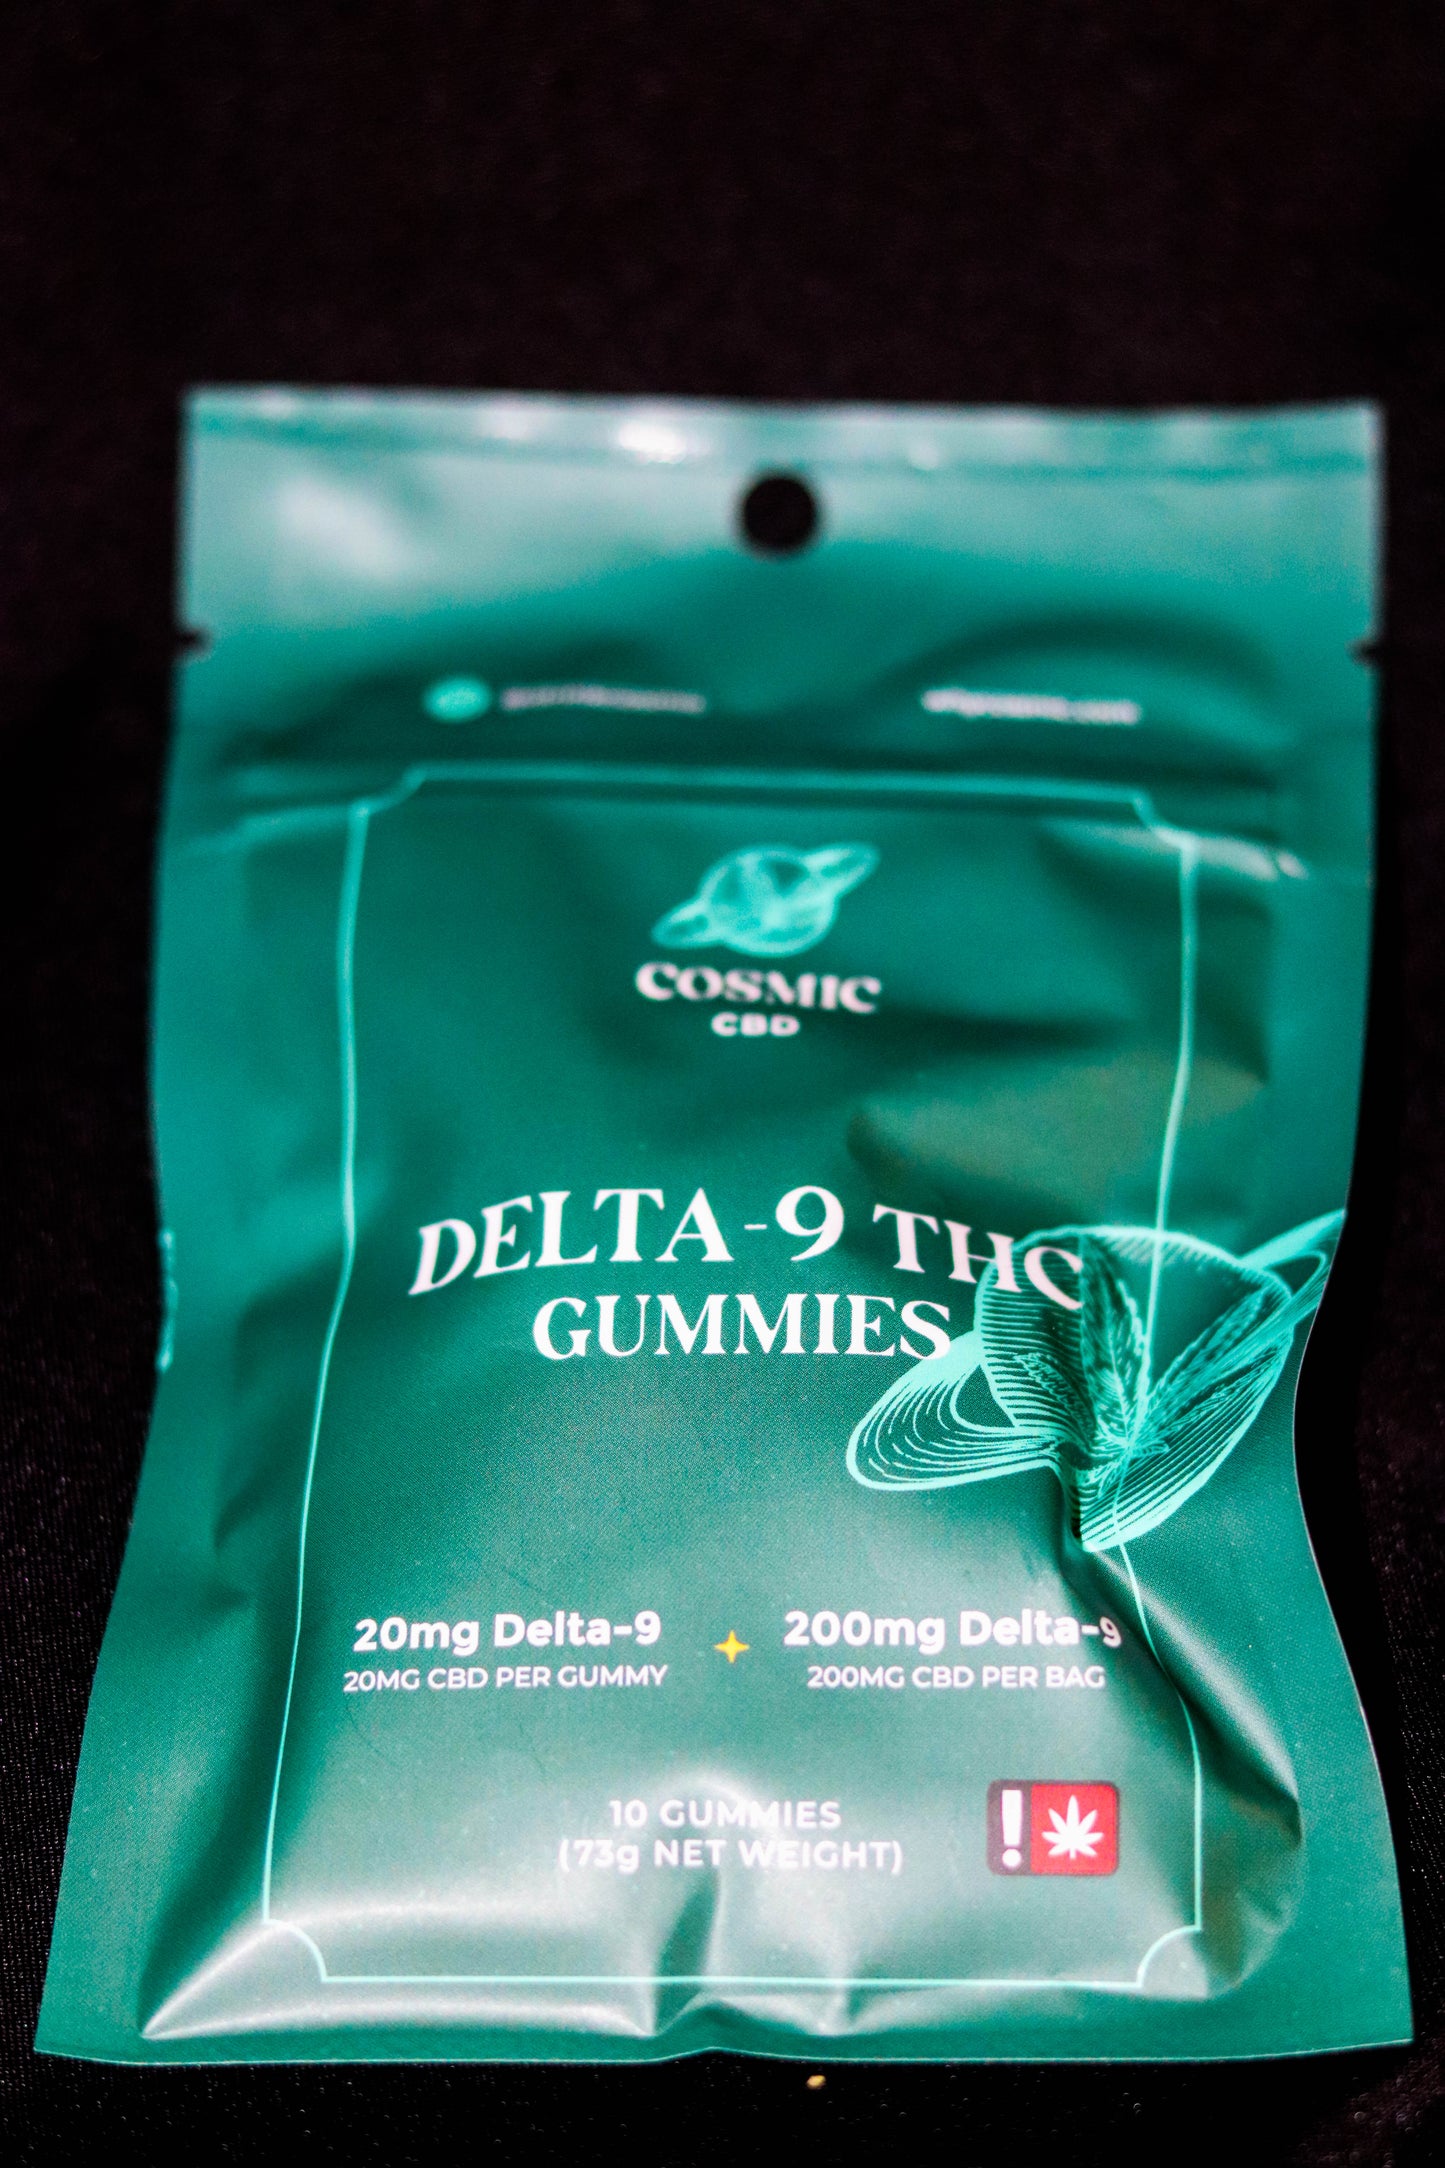 COSMIC
CBD
DELTA-9 THC
GUMMIES
20mg Delta-9
20MG CBD PER GUMMY
200mg Delta-9
200MG CBD PER BAG
10 GUMMIES
(73g NET WEIGHT)
!